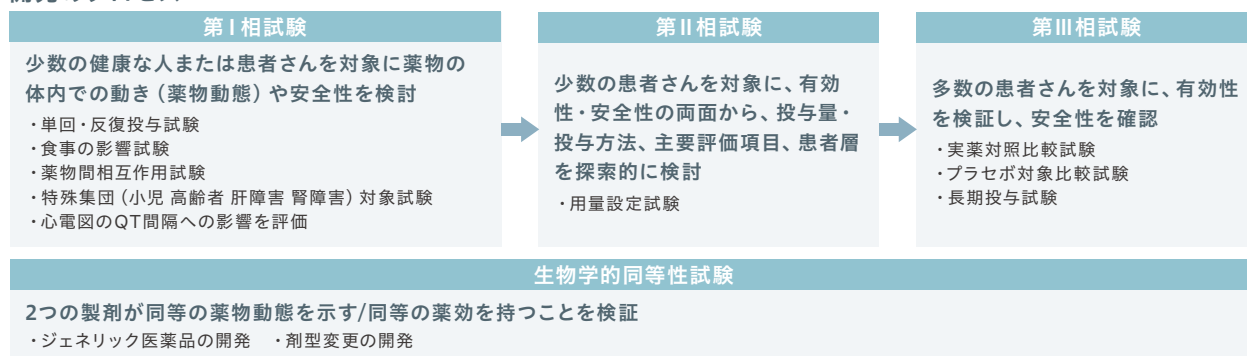 第Ⅰ相試験
少数の健康な人または患者さんを対象に薬物の
体内での動き（薬物動態）や安全性を検討
・単回・反復投与試験
・食事の影響試験
・薬物間相互作用試験
・特殊集団（小児 高齢者 肝障害 腎障害）対象試験
・心電図のQT間隔への影響を評価
第Ⅱ相試験
少数の患者さんを対象に、有効
性・安全性の両面から、投与量・
投与方法、主要評価項目、患者層
を探索的に検討
・用量設定試験
第Ⅲ相試験
多数の患者さんを対象に、有効性
を検証し、安全性を確認
・実薬対照比較試験
・プラセボ対象比較試験
・長期投与試験
生物学的同等性試験
2つの製剤が同等の薬物動態を示す/同等の薬効を持つことを検証
・ジェネリック医薬品の開発 ・剤型変更の開発